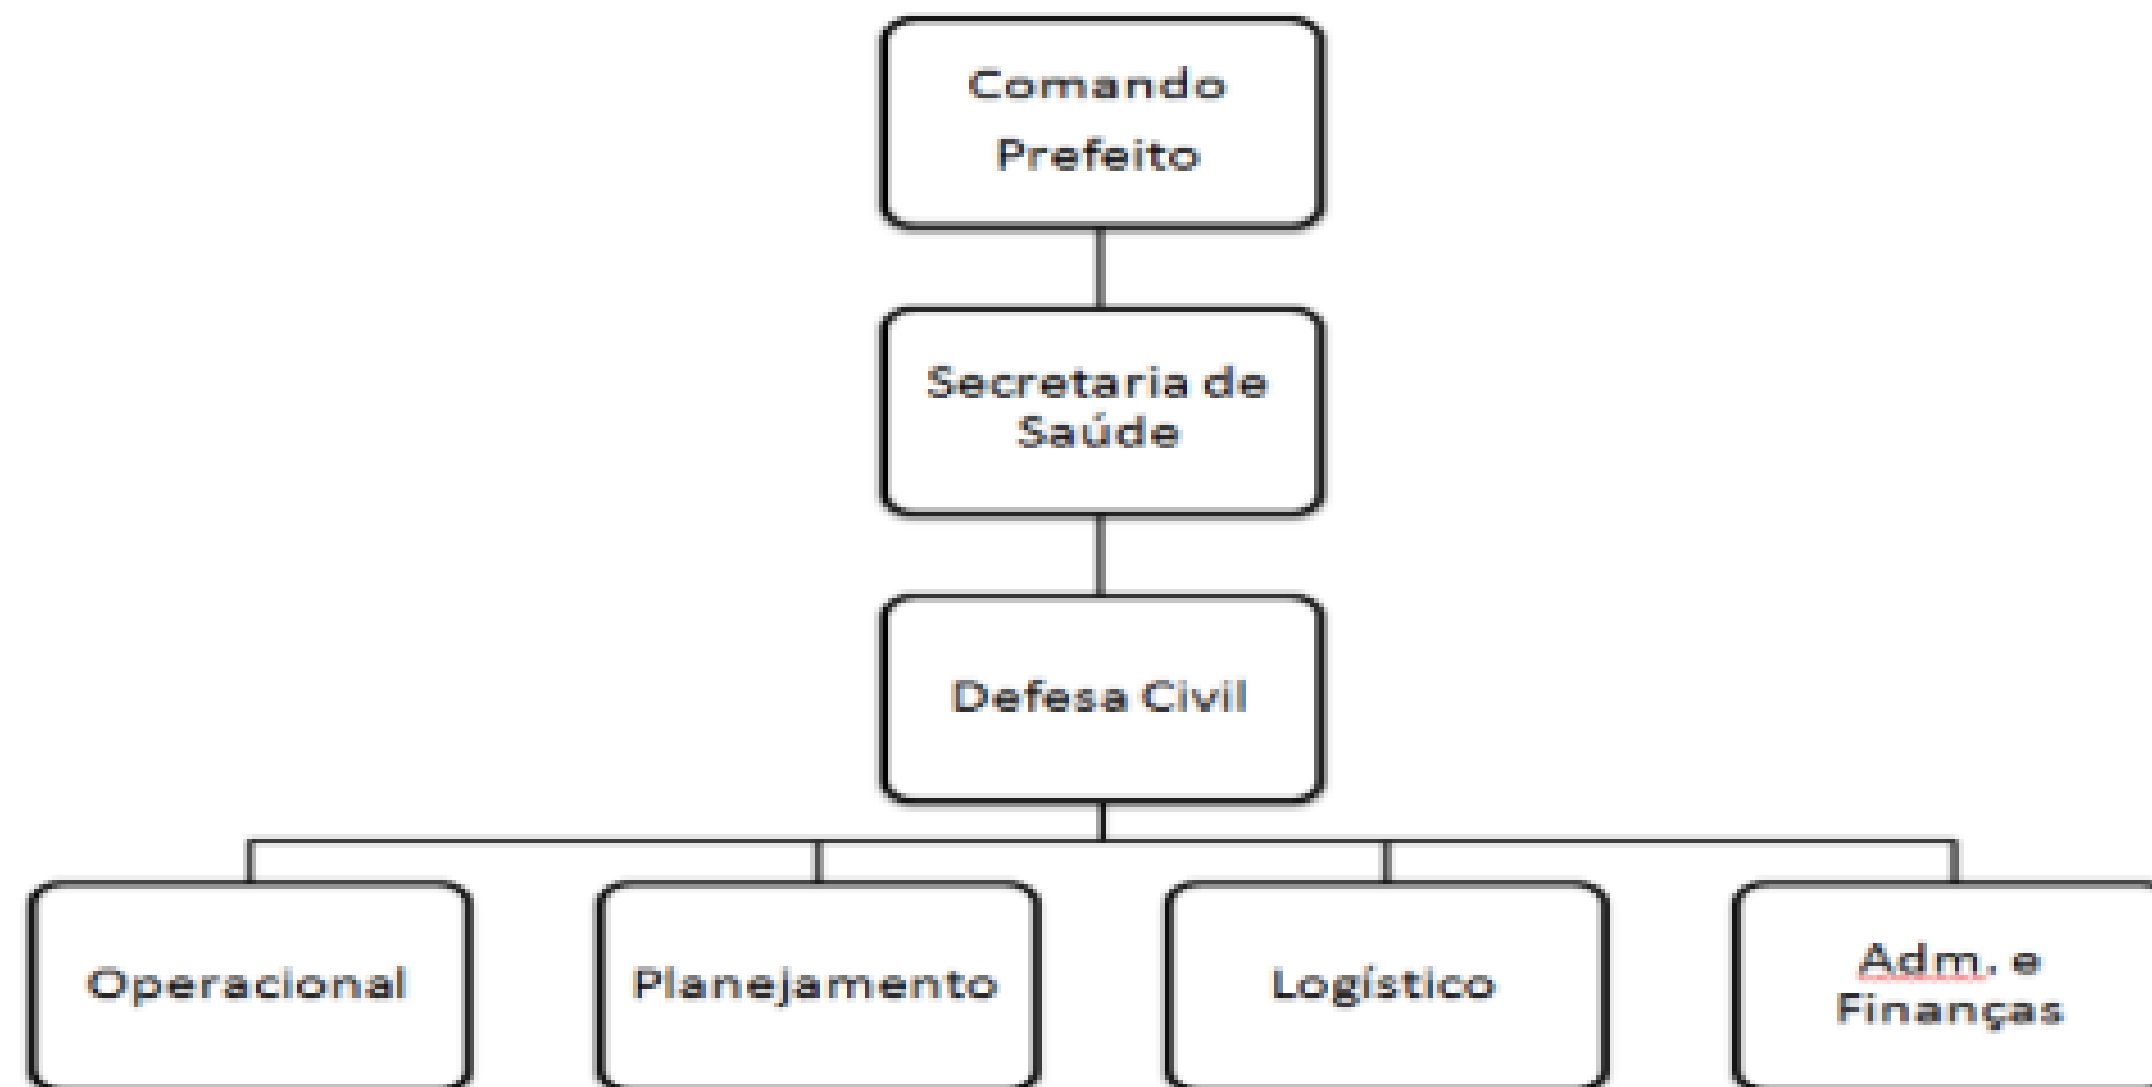 Comando
Prefeito
Secretaria de
Saúde
Defesa Civil
Operacional
Planejamento
Logístico
Adm. e
Finanças